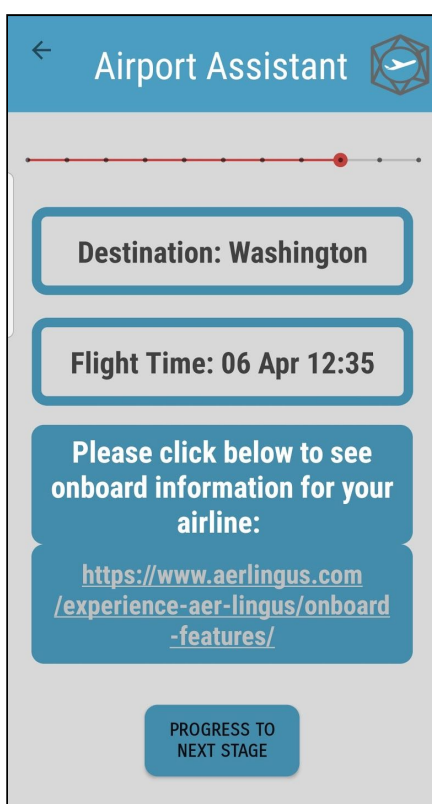 Airport Assistant
Destination: Washington
Flight Time: 06 Apr 12:35
Please click below to see
onboard information for your
airline:
https://www.aerlingus.com
/experience-aer-lingus/onboard
-features/
PROGRESS TO
NEXT STAGE